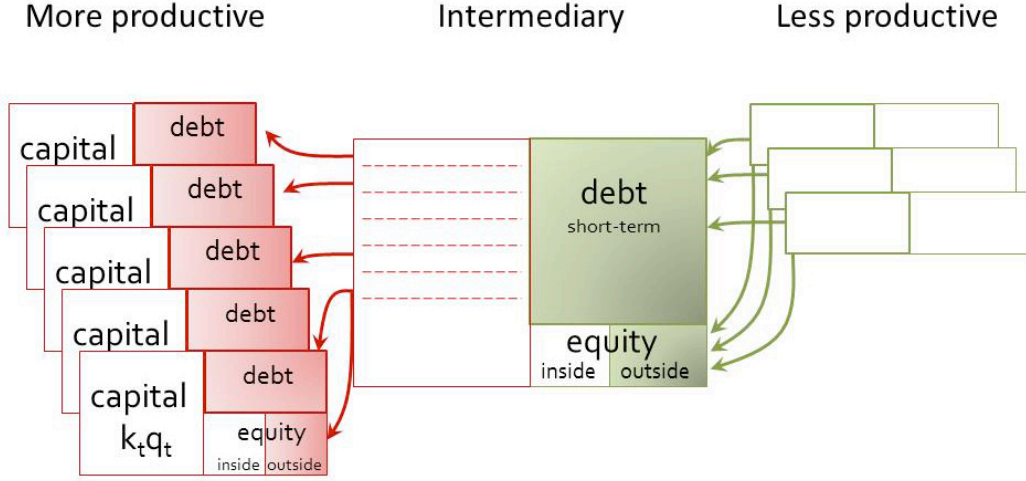 More productive
Intermediary
Less productive
capital
debt
capital
debt
capital
debt
capital
debt
capital
debt
kₜqₜ
equity
inside
outside
debt
short-term
equity
inside
outside